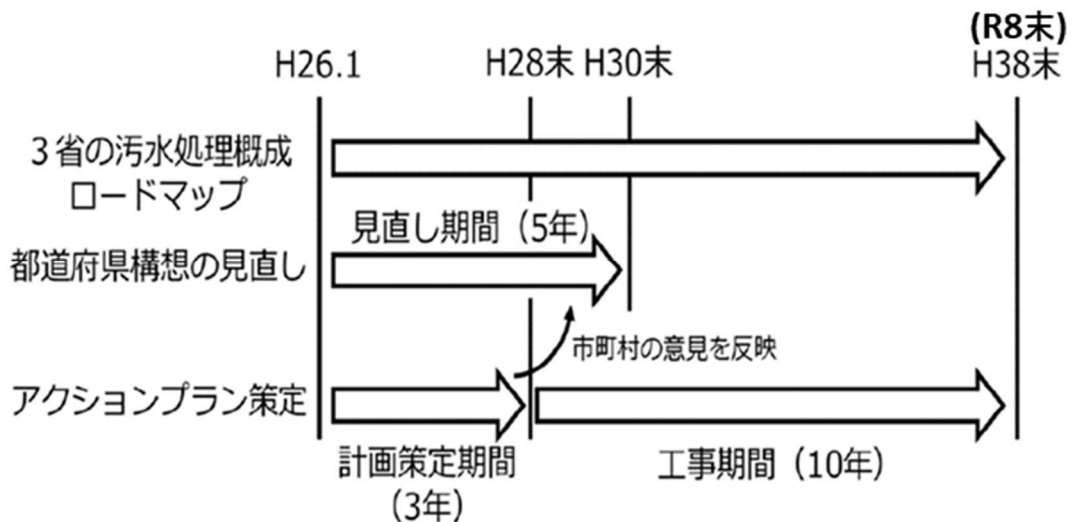 (R8末)
H26.1 H28末 H30末 H38末
3省の汚水処理概成
ロードマップ
見直し期間（5年）
都道府県構想の見直し
市町村の意見を反映
アクションプラン策定
計画策定期間
（3年）
工事期間（10年）